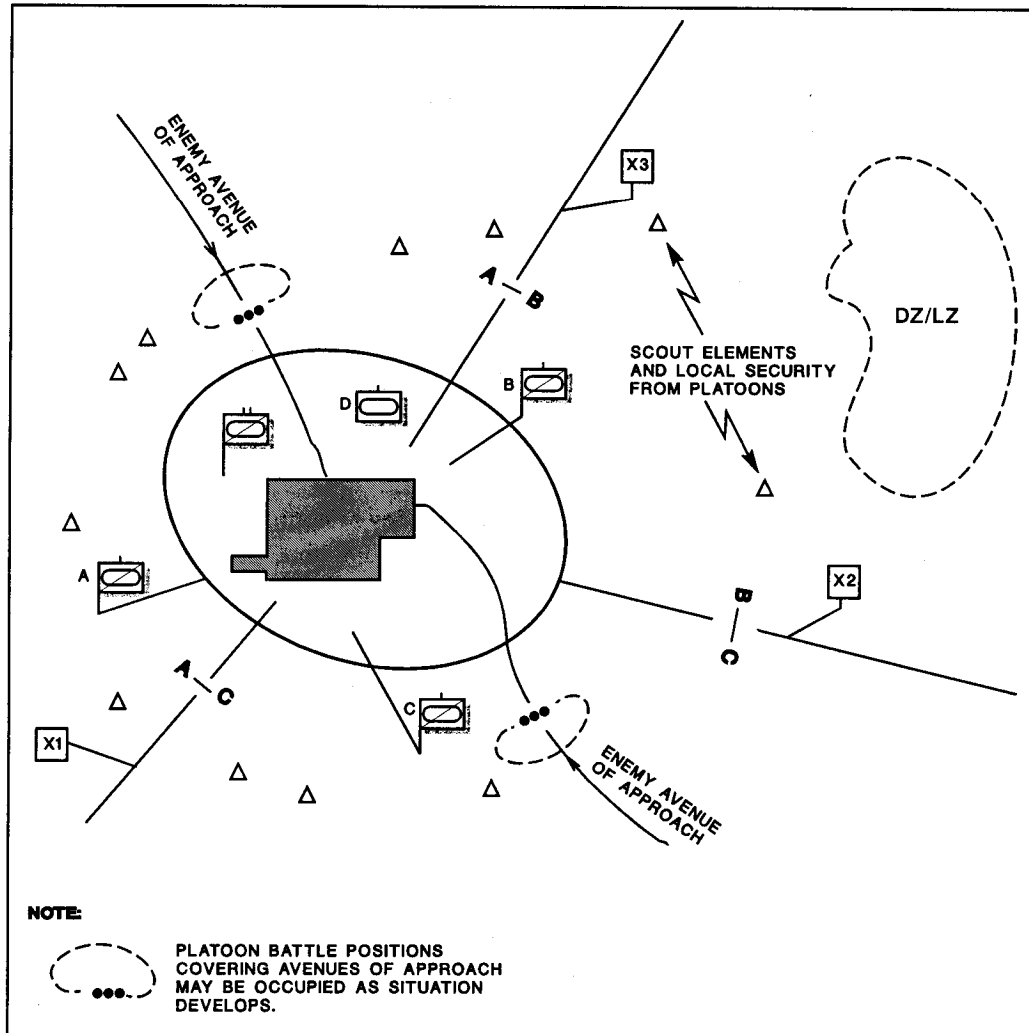 ENEMY AVENUE
OF APPROACH
X3
A
B
DZ/LZ
SCOUT ELEMENTS
AND LOCAL SECURITY
FROM PLATOONS
B
D
A
X2
B
C
A
C
C
X1
ENEMY AVENUE
OF APPROACH
NOTE:
PLATOON BATTLE POSITIONS
COVERING AVENUES OF APPROACH
MAY BE OCCUPIED AS SITUATION
DEVELOPS.